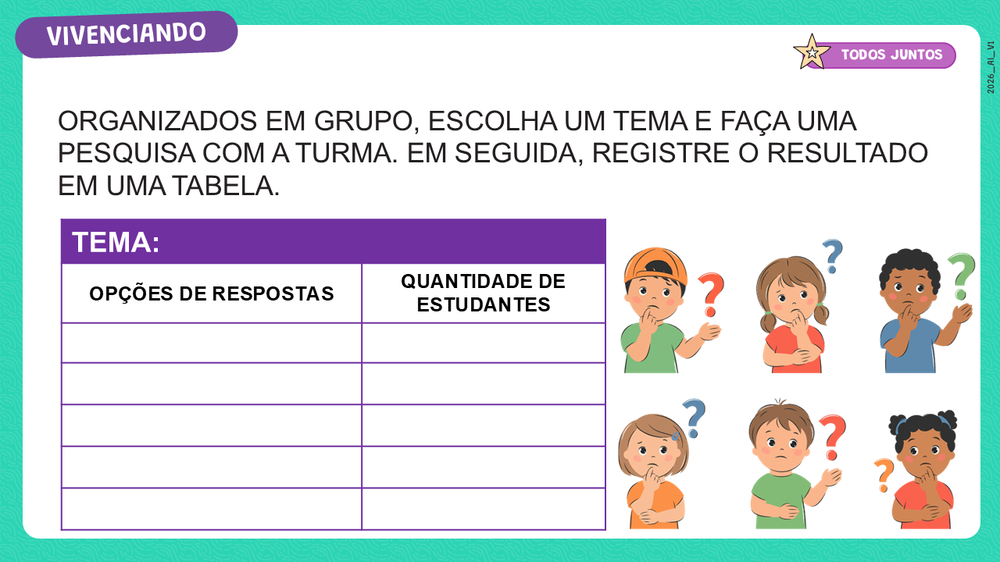 VIVENCIANDO
TODOS JUNTOS
2026_AI_V1
ORGANIZADOS EM GRUPO, ESCOLHA UM TEMA E FAÇA UMA
PESQUISA COM A TURMA. EM SEGUIDA, REGISTRE O RESULTADO
EM UMA TABELA.
TEMA:
OPÇÕES DE RESPOSTAS
QUANTIDADE DE
ESTUDANTES
?
?
?
?
?
?